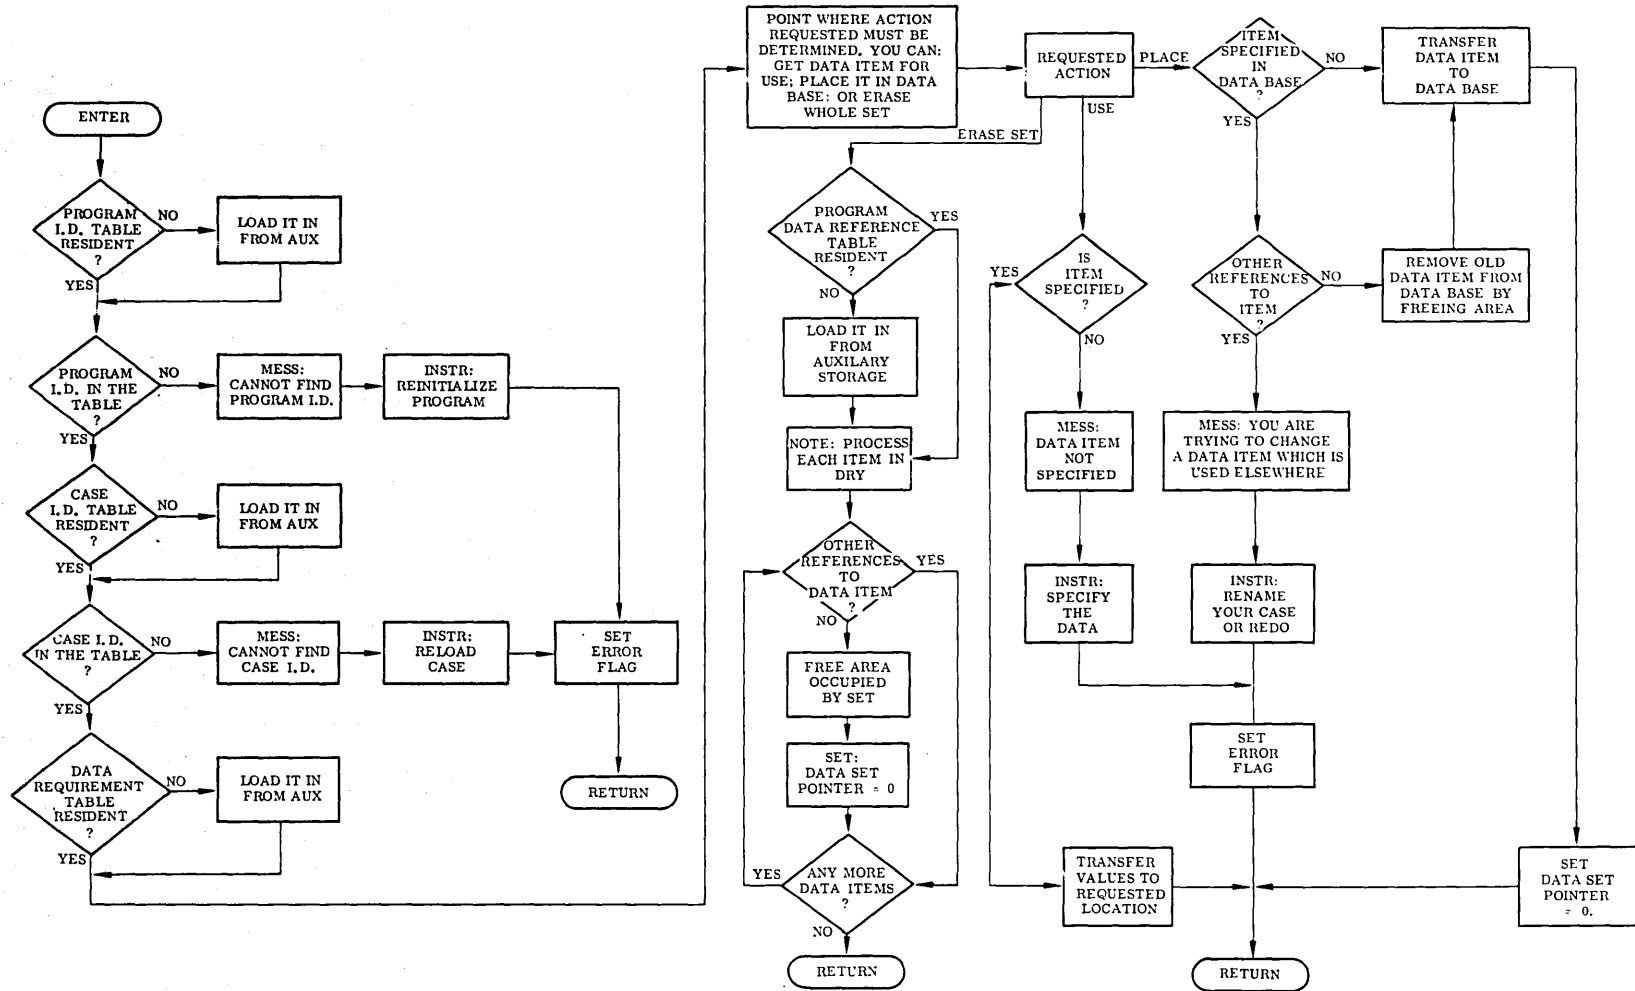 ENTER
PROGRAM
I.D. TABLE
RESIDENT
?
NO
YES
LOAD IT IN
FROM AUX
PROGRAM
I.D. IN THE
TABLE
?
NO
YES
MESS:
CANNOT FIND
PROGRAM I.D.
INSTR:
REINITIALIZE
PROGRAM
CASE
I.D. TABLE
RESIDENT
?
NO
YES
LOAD IT IN
FROM AUX
CASE I.D.
IN THE TABLE
?
NO
YES
MESS:
CANNOT FIND
CASE I.D.
INSTR:
RELOAD
CASE
SET
ERROR
FLAG
RETURN
DATA
REQUIREMENT
TABLE
RESIDENT
?
NO
YES
LOAD IT IN
FROM AUX
POINT WHERE ACTION
REQUESTED MUST BE
DETERMINED. YOU CAN:
GET DATA ITEM FOR
USE; PLACE IT IN DATA
BASE: OR ERASE
WHOLE SET
REQUESTED
ACTION
PLACE
USE
ERASE SET
PROGRAM
DATA REFERENCE
TABLE
RESIDENT
?
YES
NO
LOAD IT IN
FROM
AUXILARY
STORAGE
NOTE: PROCESS
EACH ITEM IN
DRY
OTHER
REFERENCES
TO
DATA ITEM
?
YES
NO
FREE AREA
OCCUPIED
BY SET
SET:
DATA SET
POINTER = 0
ANY MORE
DATA ITEMS
?
YES
NO
RETURN
IS
ITEM
SPECIFIED
?
YES
NO
MESS:
DATA ITEM
NOT
SPECIFIED
INSTR:
SPECIFY
THE
DATA
TRANSFER
VALUES TO
REQUESTED
LOCATION
ITEM
SPECIFIED
IN
DATA BASE
?
NO
YES
TRANSFER
DATA ITEM
TO
DATA BASE
OTHER
REFERENCES
TO
ITEM
?
NO
YES
REMOVE OLD
DATA ITEM FROM
DATA BASE BY
FREEING AREA
MESS: YOU ARE
TRYING TO CHANGE
A DATA ITEM WHICH IS
USED ELSEWHERE
INSTR:
RENAME
YOUR CASE
OR REDO
SET
ERROR
FLAG
SET
DATA SET
POINTER
= 0.
RETURN